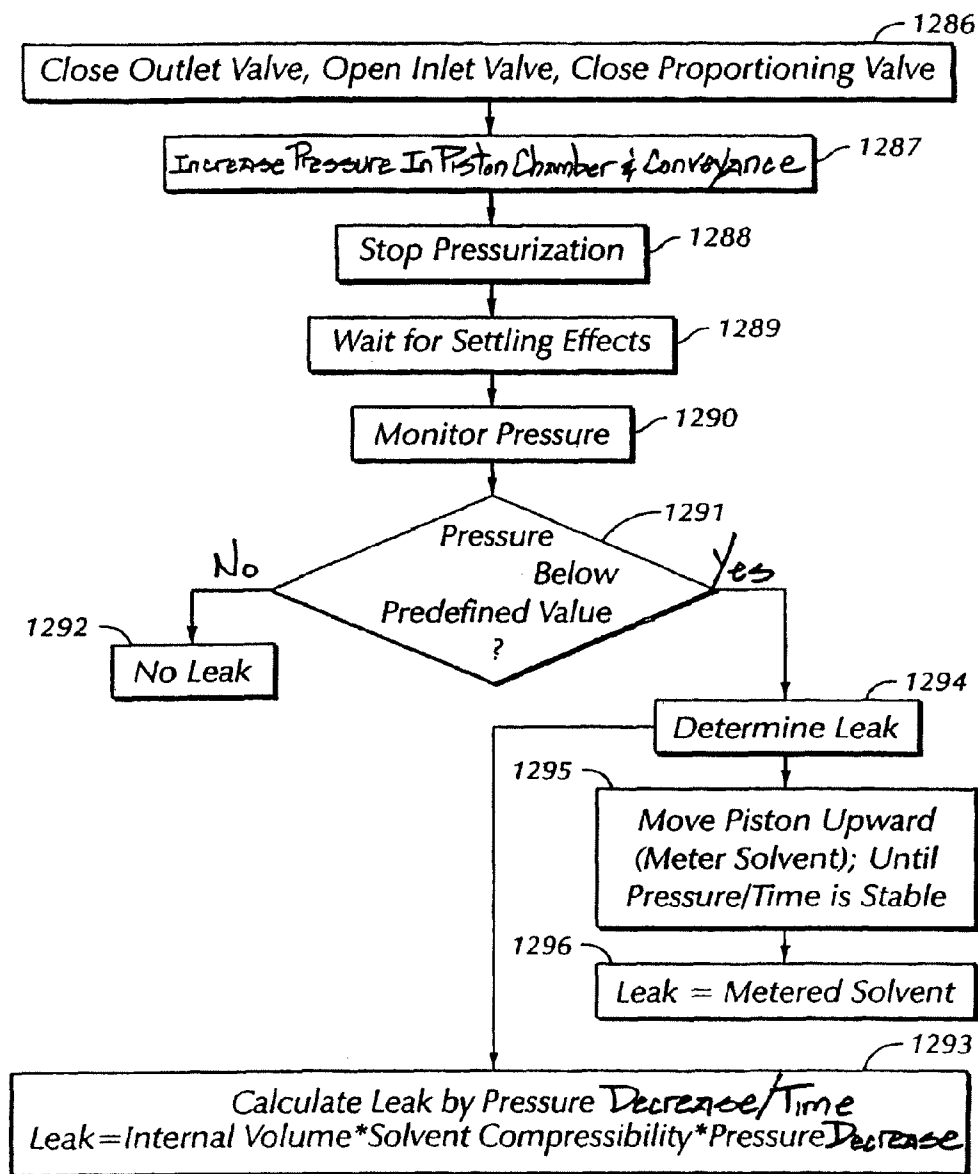 1286
Close Outlet Valve, Open Inlet Valve, Close Proportioning Valve
Increase Pressure In Piston Chamber & Conveyance
1287
Stop Pressurization
1288
Wait for Settling Effects
1289
Monitor Pressure
1290
1291
Pressure
Below
Predefined Value
?
No
Yes
1292
No Leak
1294
Determine Leak
1295
Move Piston Upward
(Meter Solvent); Until
Pressure/Time is Stable
1296
Leak = Metered Solvent
1293
Calculate Leak by Pressure Decrease/Time
Leak=Internal Volume*Solvent Compressibility*Pressure Decrease